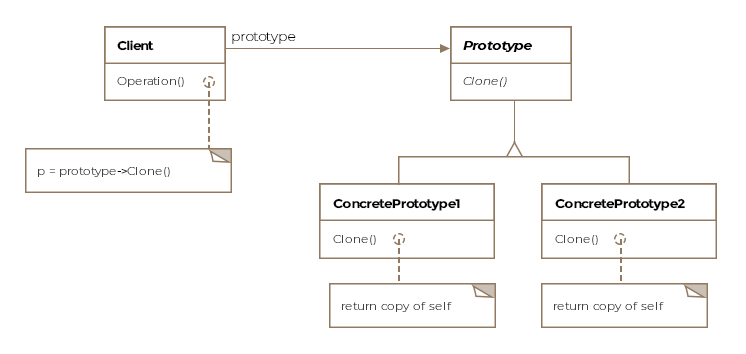 Client
prototype
Prototype
Operation()
Clone()
p = prototype->Clone()
ConcretePrototype1
ConcretePrototype2
Clone()
Clone()
return copy of self
return copy of self